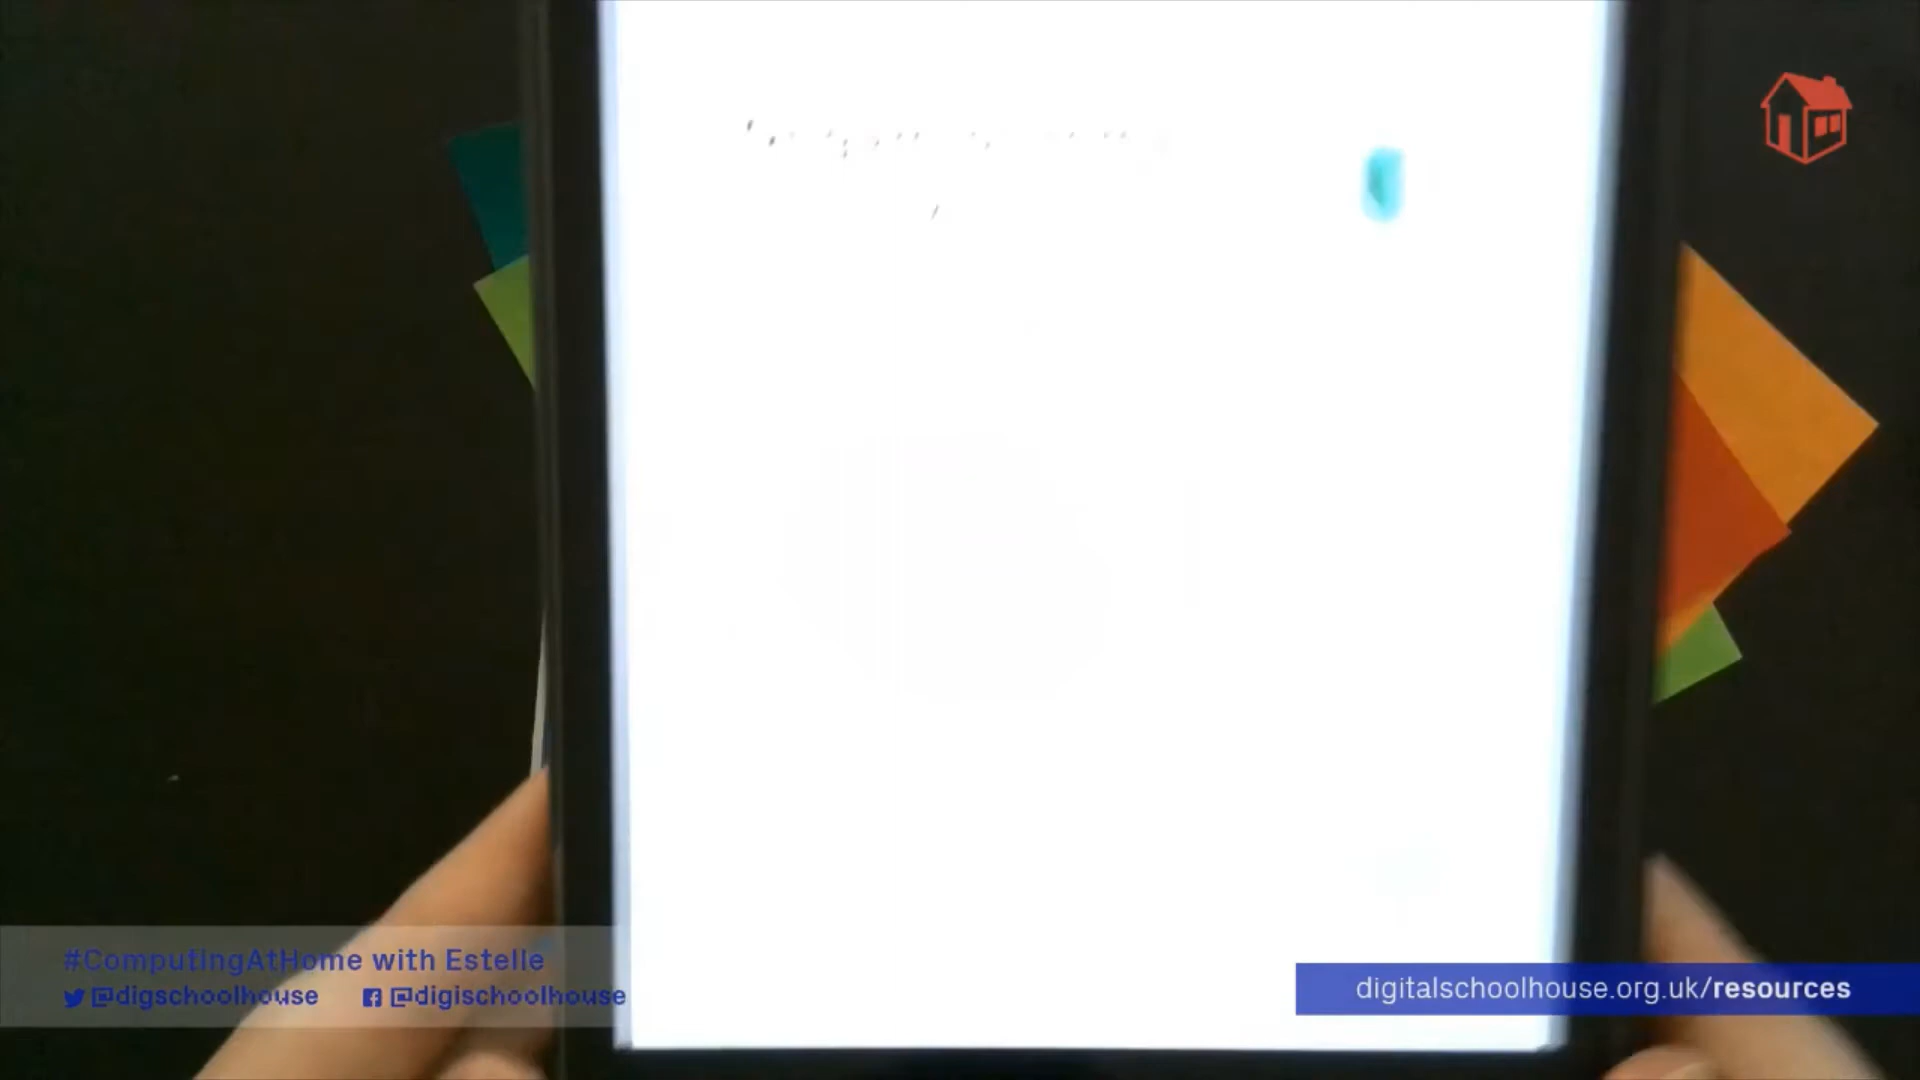 #ComputingAtHome with Estelle
@digschoolhouse @digischoolhouse
digitalschoolhouse.org.uk/resources